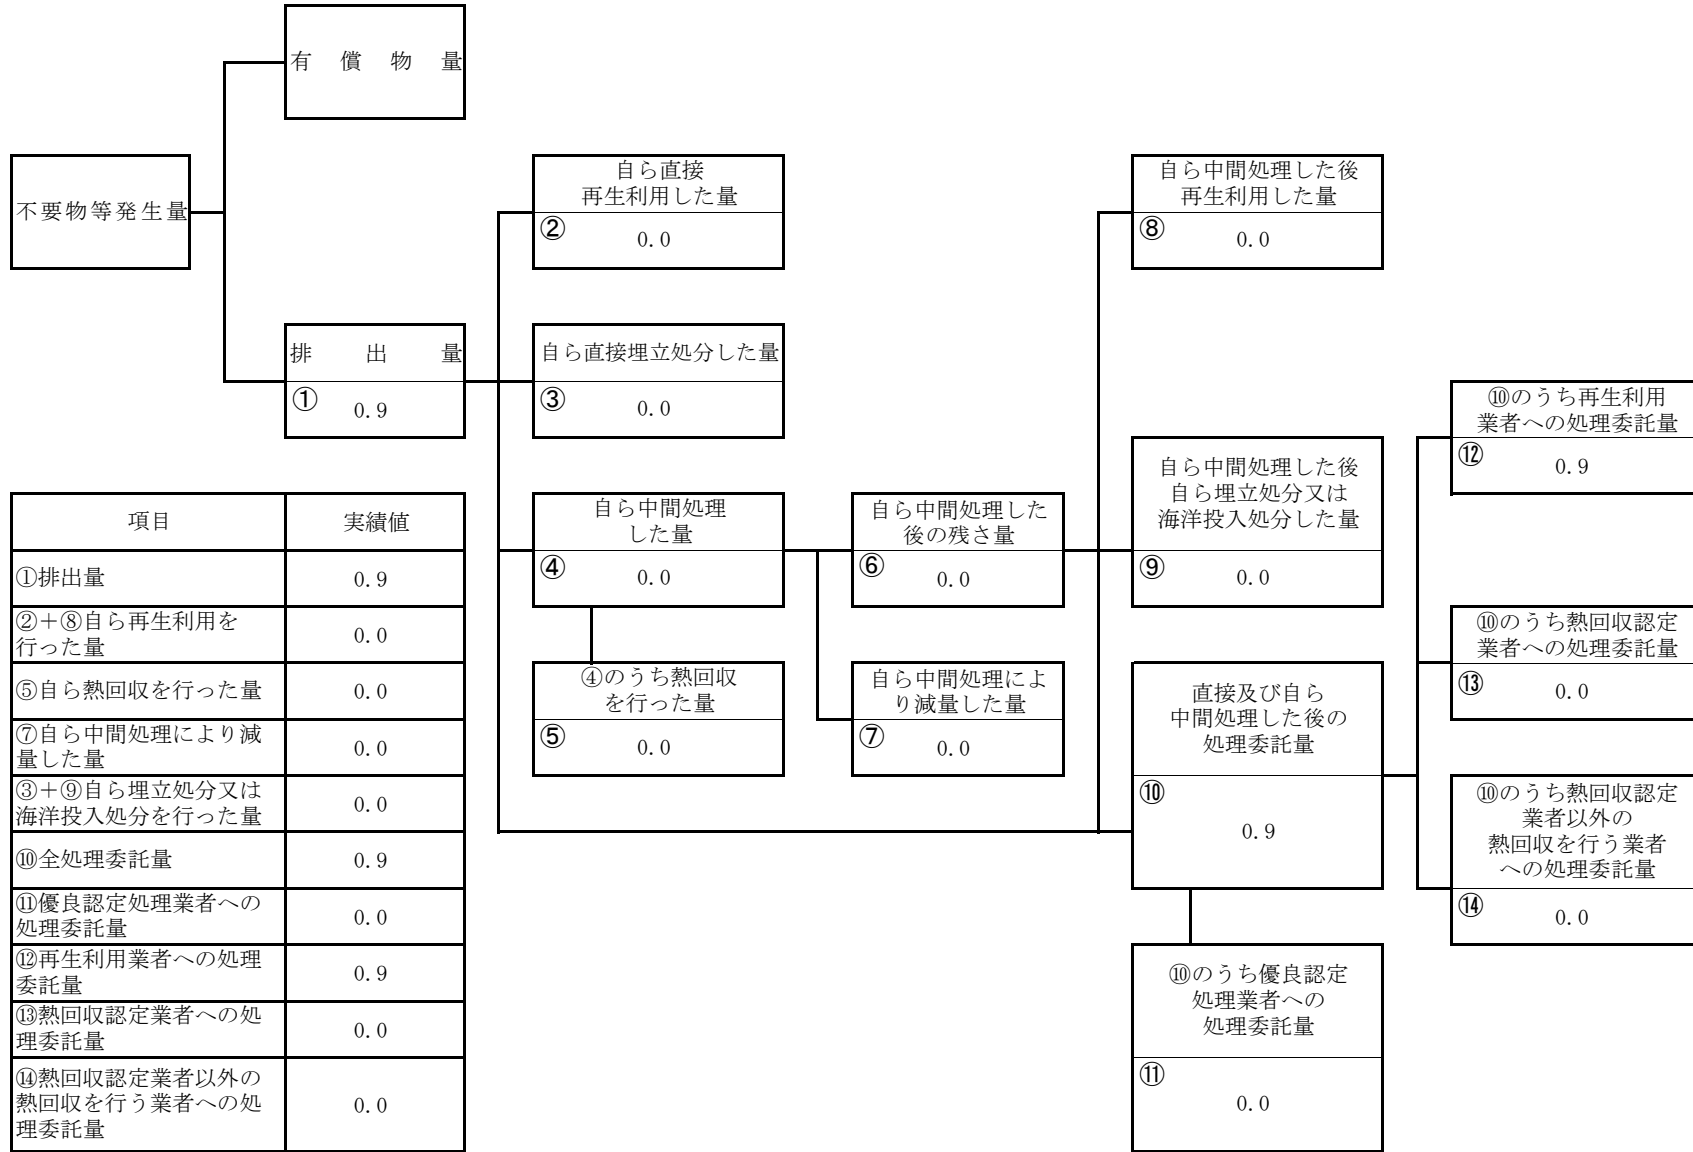 有償物量
不要物等発生量
自ら直接
再生利用した量
② 0.0
自ら中間処理した後
再生利用した量
⑧ 0.0
排出量
① 0.9
自ら直接埋立処分した量
③ 0.0
⑩のうち再生利用
業者への処理委託量
⑫ 0.9
自ら中間処理
した量
④ 0.0
自ら中間処理した
後の残さ量
⑥ 0.0
自ら中間処理した後
自ら埋立処分又は
海洋投入処分した量
⑨ 0.0
⑩のうち熱回収認定
業者への処理委託量
⑬ 0.0
④のうち熱回収
を行った量
⑤ 0.0
自ら中間処理によ
り減量した量
⑦ 0.0
直接及び自ら
中間処理した後の
処理委託量
⑩
0.9
⑩のうち熱回収認定
業者以外の
熱回収を行う業者
への処理委託量
⑭ 0.0
⑩のうち優良認定
処理業者への
処理委託量
⑪
0.0
項目 実績値
①排出量 0.9
②+⑧自ら再生利用を
行った量 0.0
⑤自ら熱回収を行った量 0.0
⑦自ら中間処理により減
量した量 0.0
③+⑨自ら埋立処分又は
海洋投入処分を行った量 0.0
⑩全処理委託量 0.9
⑪優良認定処理業者への
処理委託量 0.0
⑫再生利用業者への処理
委託量 0.9
⑬熱回収認定業者への処
理委託量 0.0
⑭熱回収認定業者以外の
熱回収を行う業者への処 0.0
理委託量